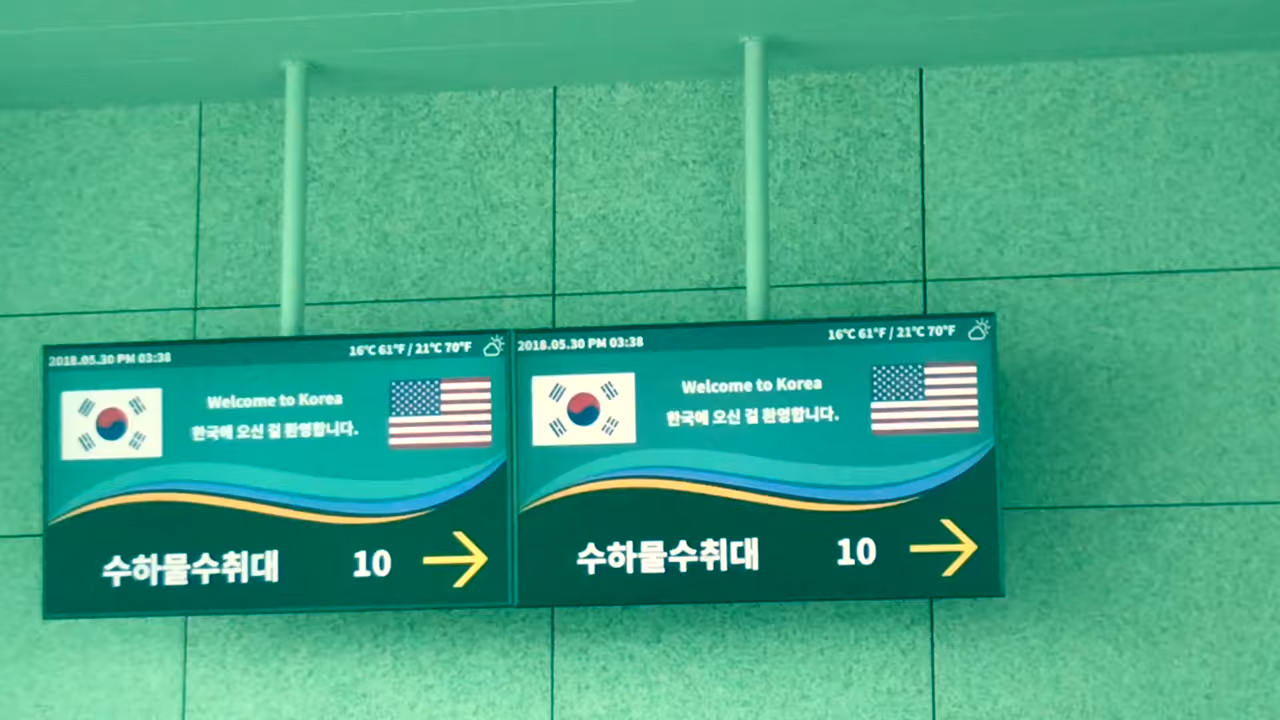 2018.05.30 PM 03:38
16°C 61°F / 21°C 70°F
Welcome to Korea
한국에 오신 걸 환영합니다.
수하물수취대 10
2018.05.30 PM 03:38
16°C 61°F / 21°C 70°F
Welcome to Korea
한국에 오신 걸 환영합니다.
수하물수취대 10